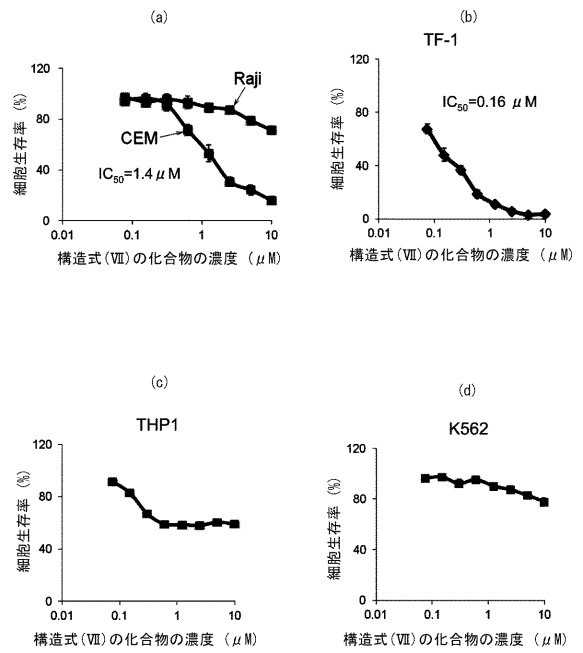 (a)
120
80
40
0
0.01
0.1
1
10
細胞生存率 (%)
Raji
CEM
IC50=1.4 μM
構造式(Ⅶ)の化合物の濃度 (μM)
(b)
TF-1
120
80
40
0
0.01
0.1
1
10
細胞生存率 (%)
IC50=0.16 μM
構造式(Ⅶ)の化合物の濃度 (μM)
(c)
THP1
120
80
40
0
0.01
0.1
1
10
細胞生存率 (%)
構造式(Ⅶ)の化合物の濃度 (μM)
(d)
K562
120
80
40
0
0.01
0.1
1
10
細胞生存率 (%)
構造式(Ⅶ)の化合物の濃度 (μM)